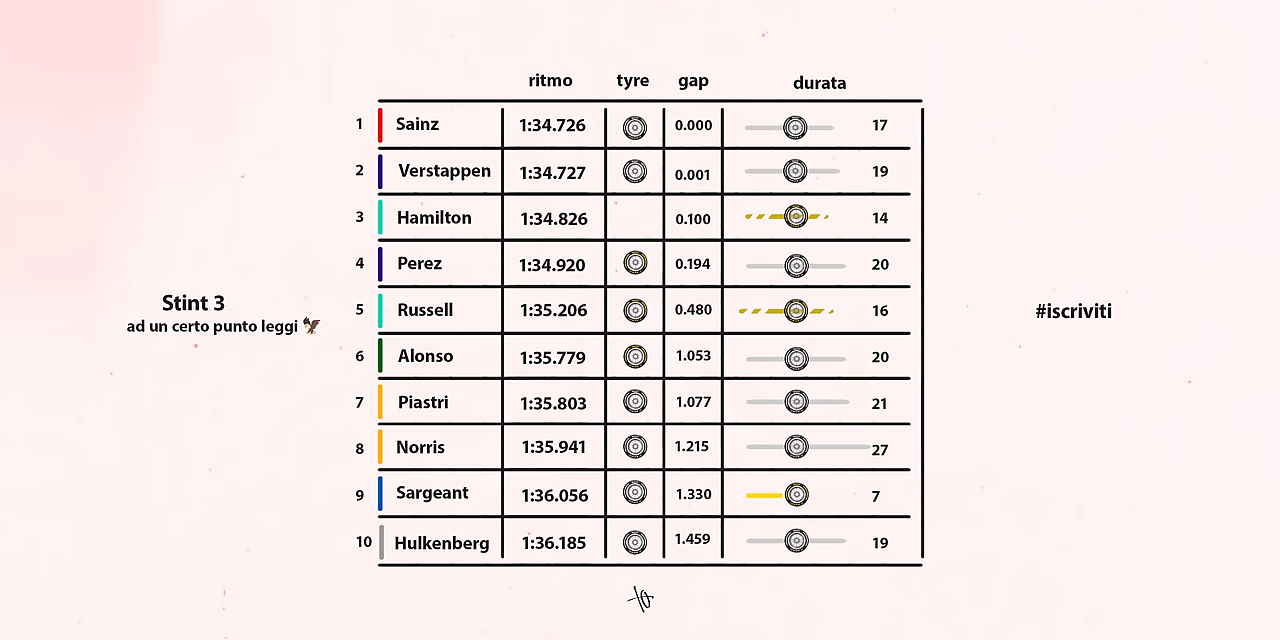 ritmo tyre gap durata
1 Sainz 1:34.726 0.000 17
2 Verstappen 1:34.727 0.001 19
3 Hamilton 1:34.826 0.100 14
4 Perez 1:34.920 0.194 20
5 Russell 1:35.206 0.480 16
6 Alonso 1:35.779 1.053 20
7 Piastri 1:35.803 1.077 21
8 Norris 1:35.941 1.215 27
9 Sargeant 1:36.056 1.330 7
10 Hulkenberg 1:36.185 1.459 19
Stint 3
ad un certo punto leggi 🦅
#iscriviti